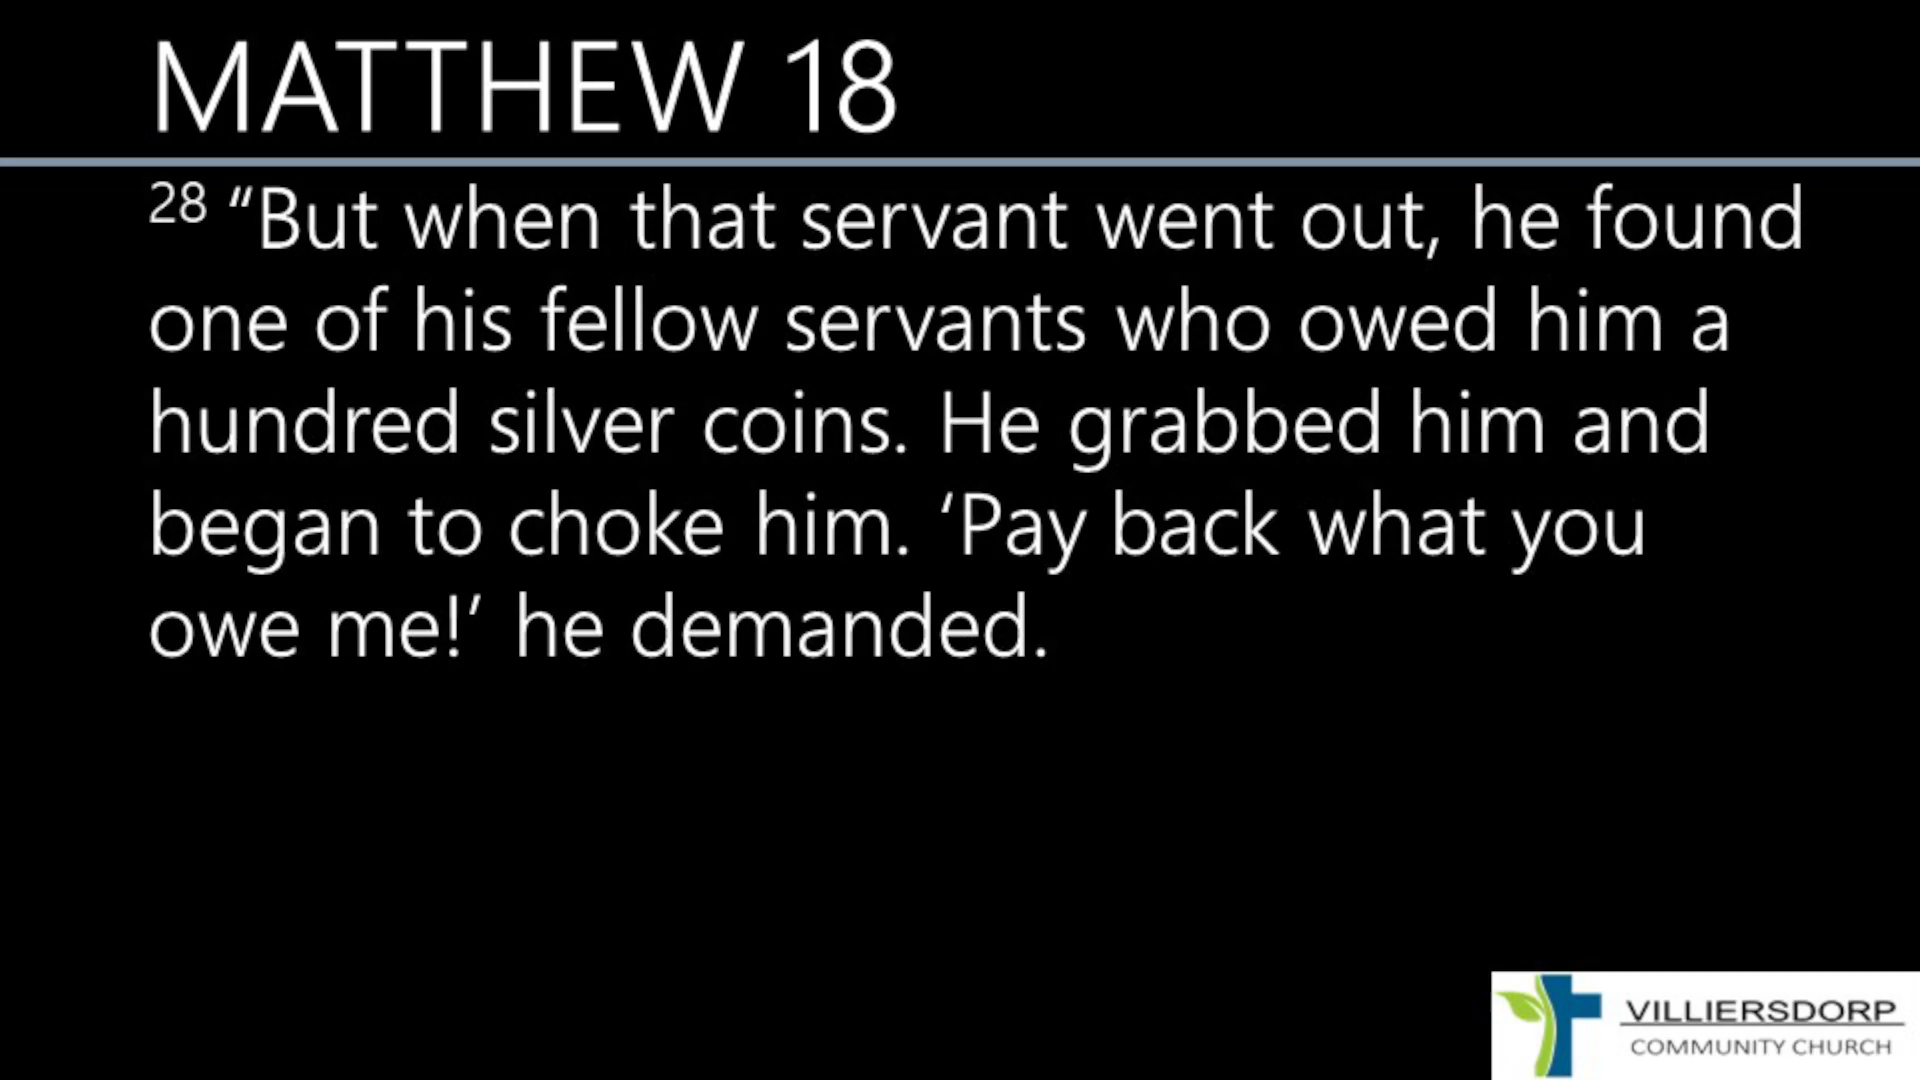 MATTHEW 18
28 “But when that servant went out, he found
one of his fellow servants who owed him a
hundred silver coins. He grabbed him and
began to choke him. ‘Pay back what you
owe me!’ he demanded.
VILLIERSDORP
COMMUNITY CHURCH